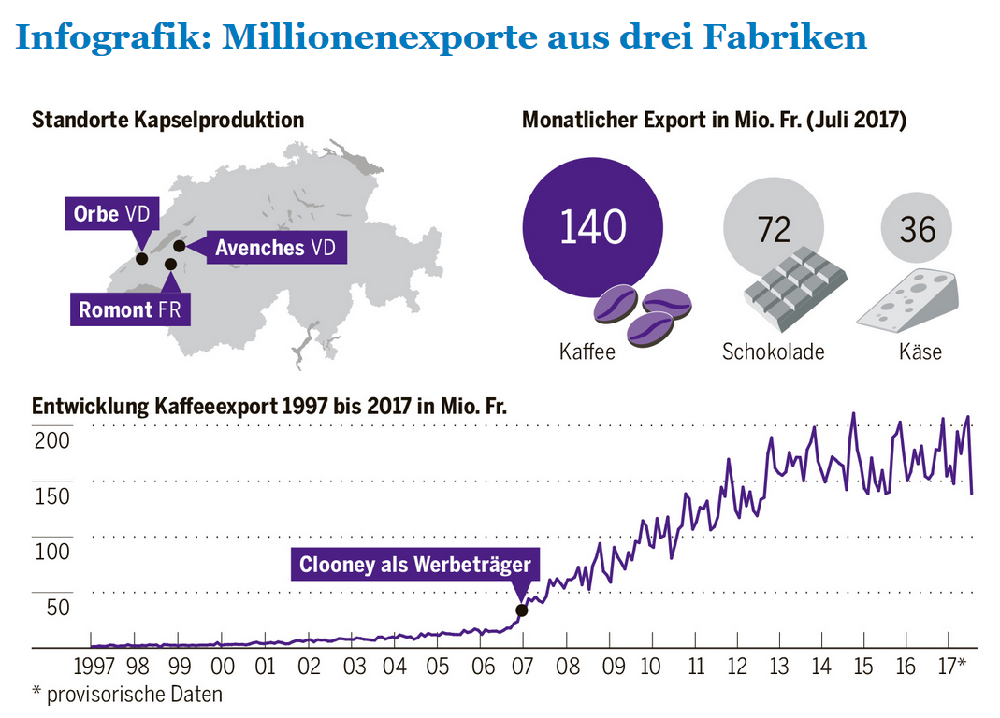 Infografik: Millionenexporte aus drei Fabriken
Standorte Kapselproduktion
Orbe VD
Avenches VD
Romont FR
Monatlicher Export in Mio. Fr. (Juli 2017)
140
72
36
Kaffee
Schokolade
Käse
Entwicklung Kaffeeexport 1997 bis 2017 in Mio. Fr.
200
150
100
50
Clooney als Werbeträger
1997 98 99 00 01 02 03 04 05 06 07 08 09 10 11 12 13 14 15 16 17*
* provisorische Daten